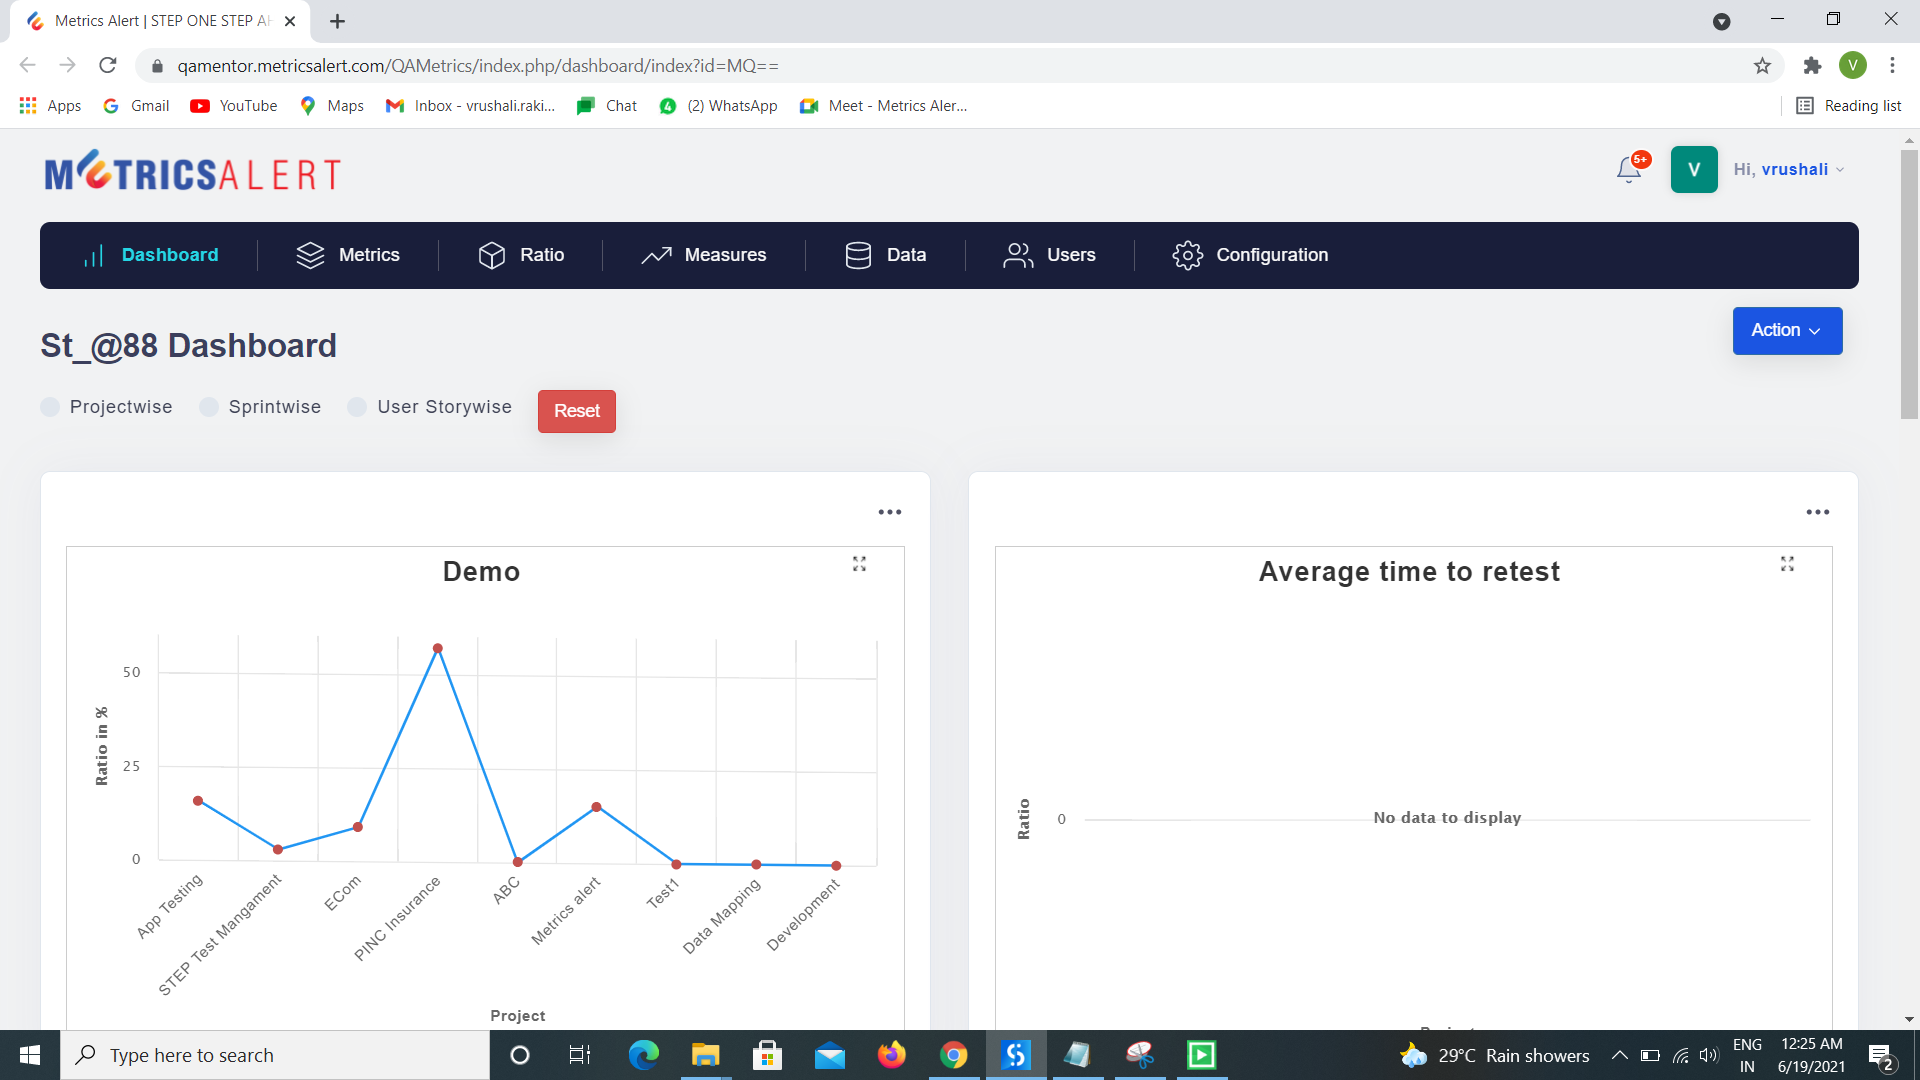 Metrics Alert | STEP ONE STEP AH
qamentor.metricsalert.com/QAMetrics/index.php/dashboard/index?id=MQ==
V
Apps
Gmail
YouTube
Maps
Inbox - vrushali.raki...
Chat
(2) WhatsApp
Meet - Metrics Aler...
Reading list
METRICSALERT
5+
V
Hi, vrushali
Dashboard
Metrics
Ratio
Measures
Data
Users
Configuration
St_@88 Dashboard
Action
Projectwise
Sprintwise
User Storywise
Reset
Demo
Ratio in %
50
25
0
App Testing
STEP Test Mangament
ECom
PINC Insurance
ABC
Metrics alert
Test1
Data Mapping
Development
Project
Average time to retest
Ratio
0
No data to display
Type here to search
29°C Rain showers
ENG
IN
12:25 AM
6/19/2021
2